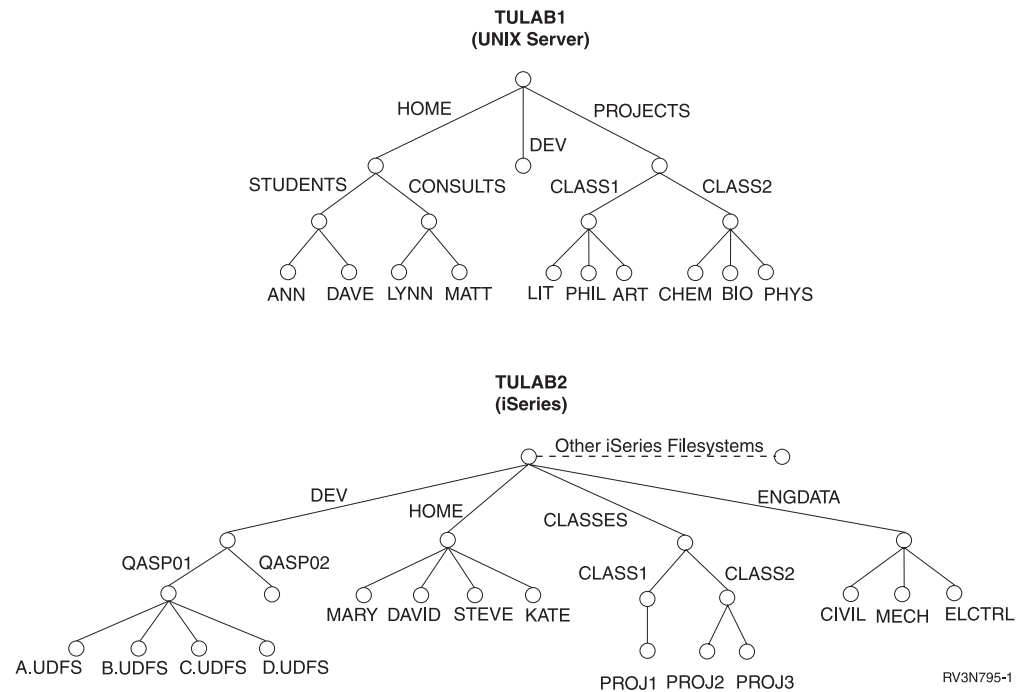 TULAB1
(UNIX Server)
HOME
PROJECTS
DEV
STUDENTS
CONSULTS
CLASS1
CLASS2
ANN
DAVE
LYNN
MATT
LIT
PHIL
ART
CHEM
BIO
PHYS
TULAB2
(iSeries)
Other iSeries Filesystems
DEV
HOME
CLASSES
ENGDATA
QASP01
QASP02
CLASS1
CLASS2
MARY
DAVID
STEVE
KATE
CIVIL
MECH
ELCTRL
A.UDFS
B.UDFS
C.UDFS
D.UDFS
PROJ1
PROJ2
PROJ3
RV3N795-1